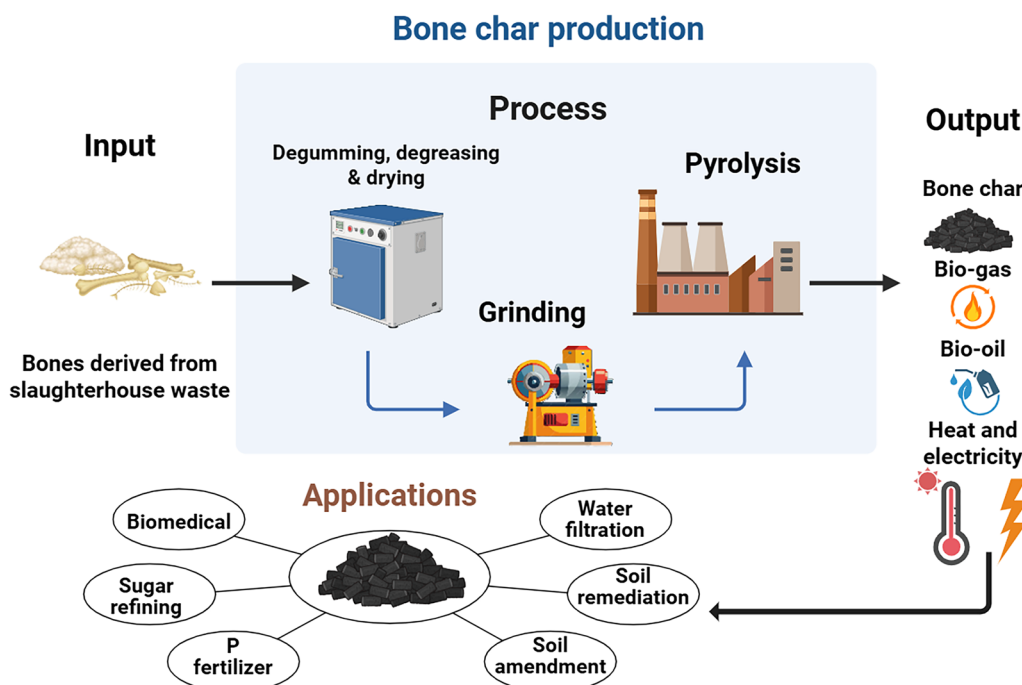 Bone char production
Process
Input
Output
Degumming, degreasing
& drying
Pyrolysis
Grinding
Bones derived from
slaughterhouse waste
Bone char
Bio-gas
Bio-oil
Heat and
electricity
Applications
Biomedical
Water
filtration
Sugar
refining
Soil
remediation
P
fertilizer
Soil
amendment